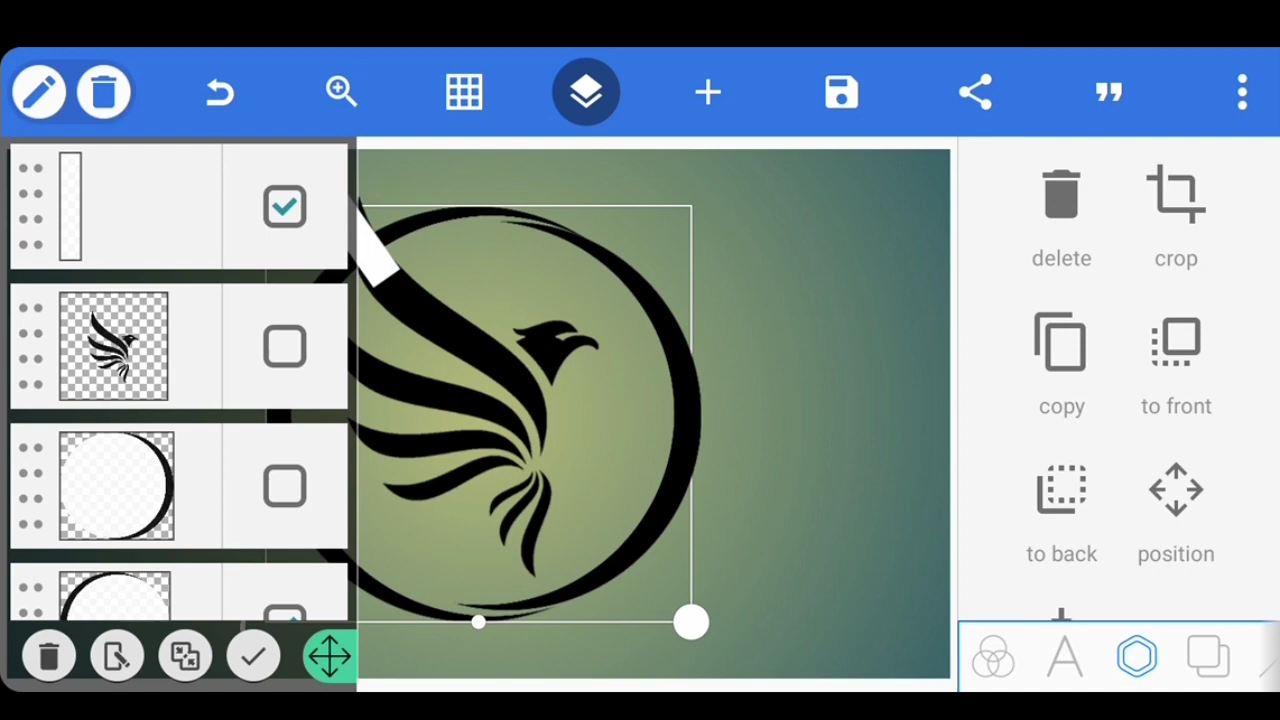 delete
crop
copy
to front
to back
position